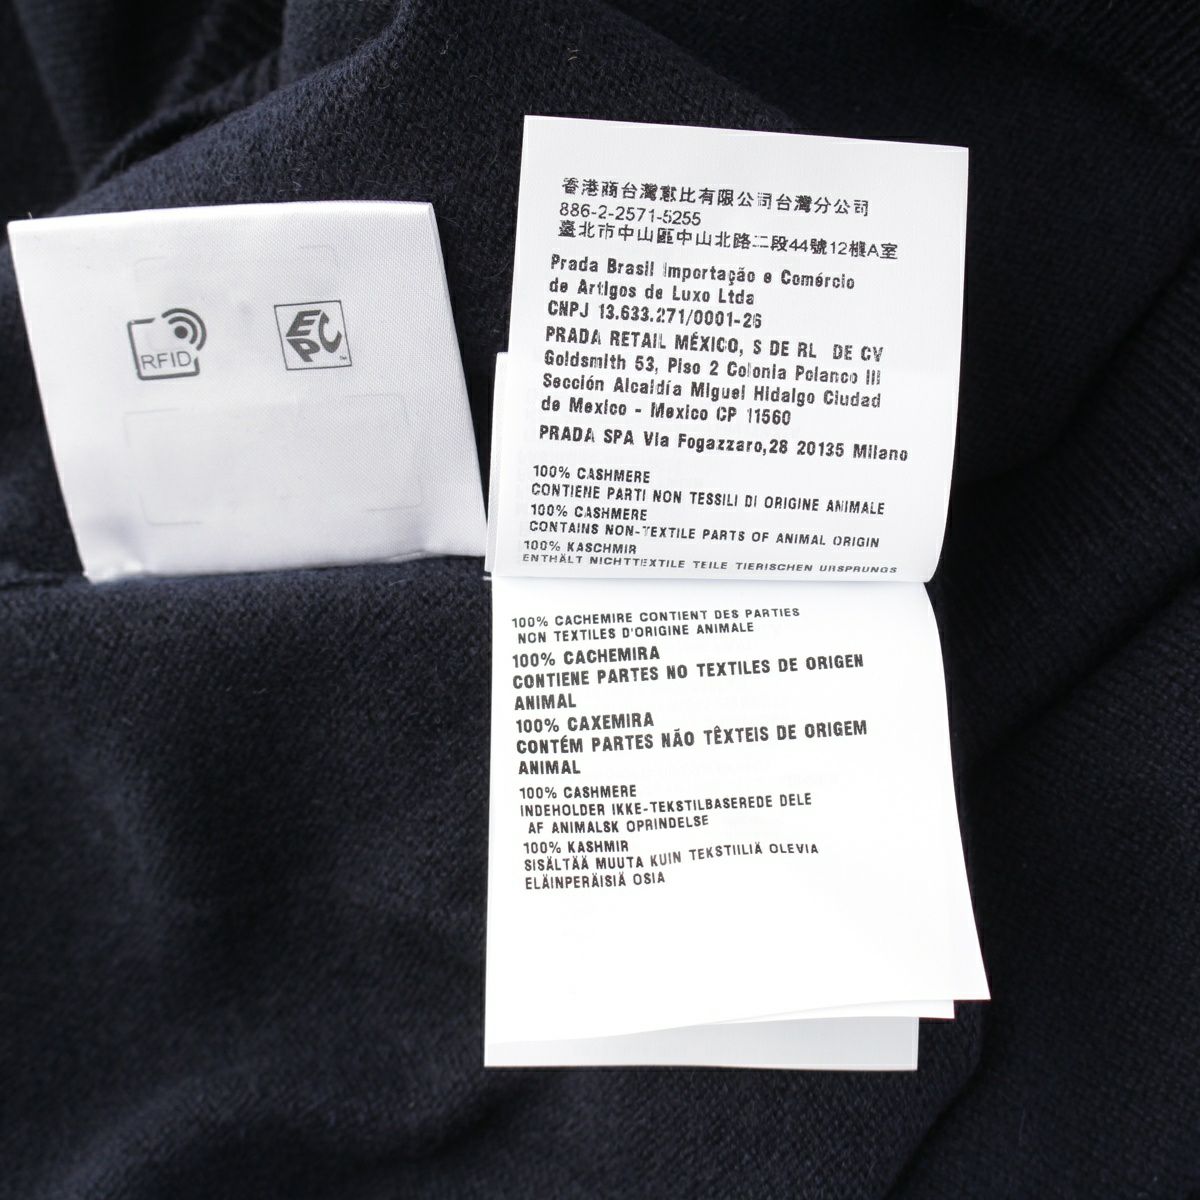 RFID
EPC
香港商台灣意比有限公司台灣分公司
886-2-2571-5255
臺北市中山區中山北路二段44號12樓A室
Prada Brasil Importação e Comércio
de Artigos de Luxo Ltda
CNPJ 13.633.271/0001-26
PRADA RETAIL MÉXICO, S DE RL DE CV
Goldsmith 53, Piso 2 Colonia Polanco III
Sección Alcaldía Miguel Hidalgo Ciudad
de Mexico - Mexico CP 11560
PRADA SPA Via Fogazzaro,28 20135 Milano
100% CASHMERE
CONTIENE PARTI NON TESSILI DI ORIGINE ANIMALE
100% CASHMERE
CONTAINS NON-TEXTILE PARTS OF ANIMAL ORIGIN
100% KASCHMIR
ENTHÄLT NICHTTEXTILE TEILE TIERISCHEN URSPRUNGS
100% CACHEMIRE CONTIENT DES PARTIES
NON TEXTILES D'ORIGINE ANIMALE
100% CACHEMIRA
CONTIENE PARTES NO TEXTILES DE ORIGEN
ANIMAL
100% CAXEMIRA
CONTÉM PARTES NÃO TÊXTEIS DE ORIGEM
ANIMAL
100% CASHMERE
INDEHOLDER IKKE-TEKSTILBASEREDE DELE
AF ANIMALSK OPRINDELSE
100% KASHMIR
SISÄLTÄÄ MUUTA KUIN TEKSTIILIÄ OLEVIA
ELÄINPERÄISIÄ OSIA